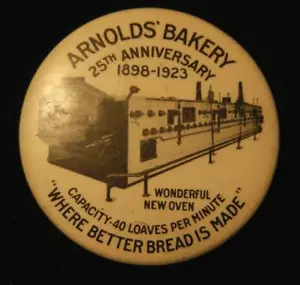 ARNOLDS' BAKERY
25TH ANNIVERSARY
1898-1923
WONDERFUL
NEW OVEN
CAPACITY-40 LOAVES PER MINUTE
"WHERE BETTER BREAD IS MADE"